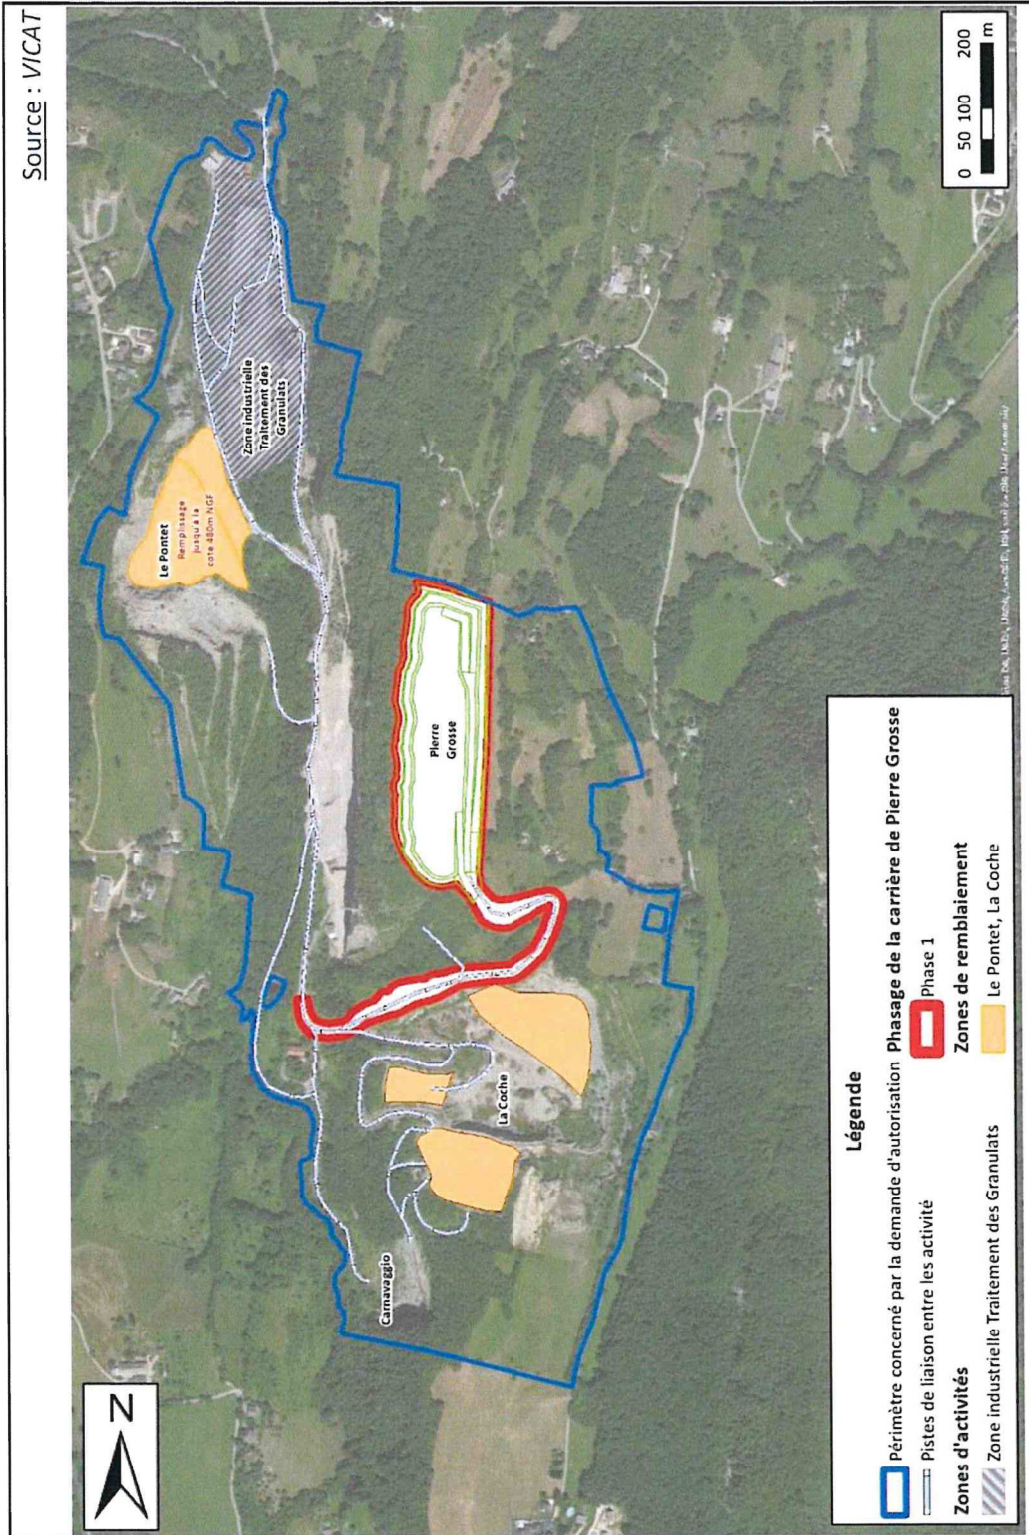 Source : VICAT
Le Pontet
Remplissage
jusqu'à la
cote 480m NGF
Zone industrielle
Traitement des
Granulats
Pierre
Grosse
La Coche
Carnavaggio
N
0 50 100 200
m
Légende
Périmètre concerné par la demande d'autorisation
Pistes de liaison entre les activité
Zones d'activités
Zone industrielle Traitement des Granulats
Phasage de la carrière de Pierre Grosse
Phase 1
Zones de remblaiement
Le Pontet, La Coche